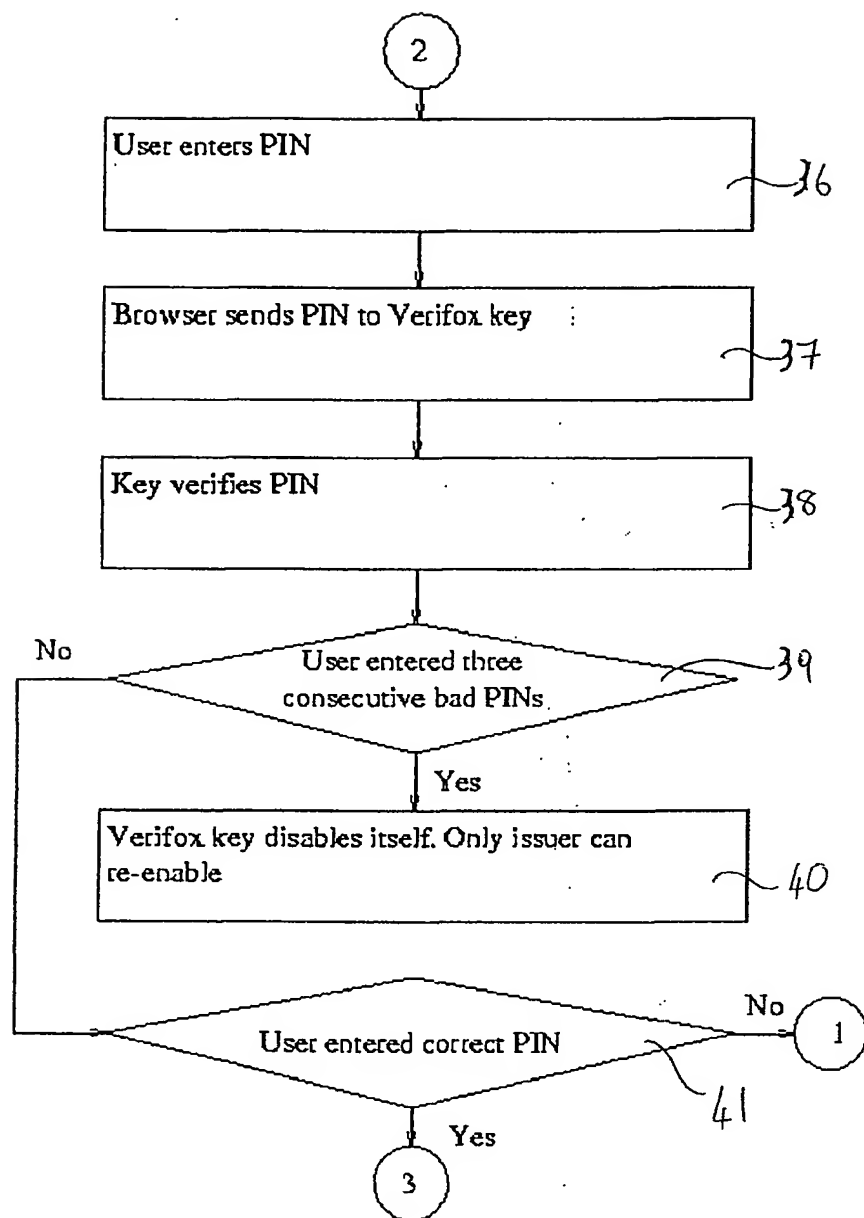 2
User enters PIN
36
Browser sends PIN to Verifox key
37
Key verifies PIN
38
No
User entered three
consecutive bad PINs
39
Yes
Verifox key disables itself. Only issuer can
re-enable
40
User entered correct PIN
No
1
41
Yes
3